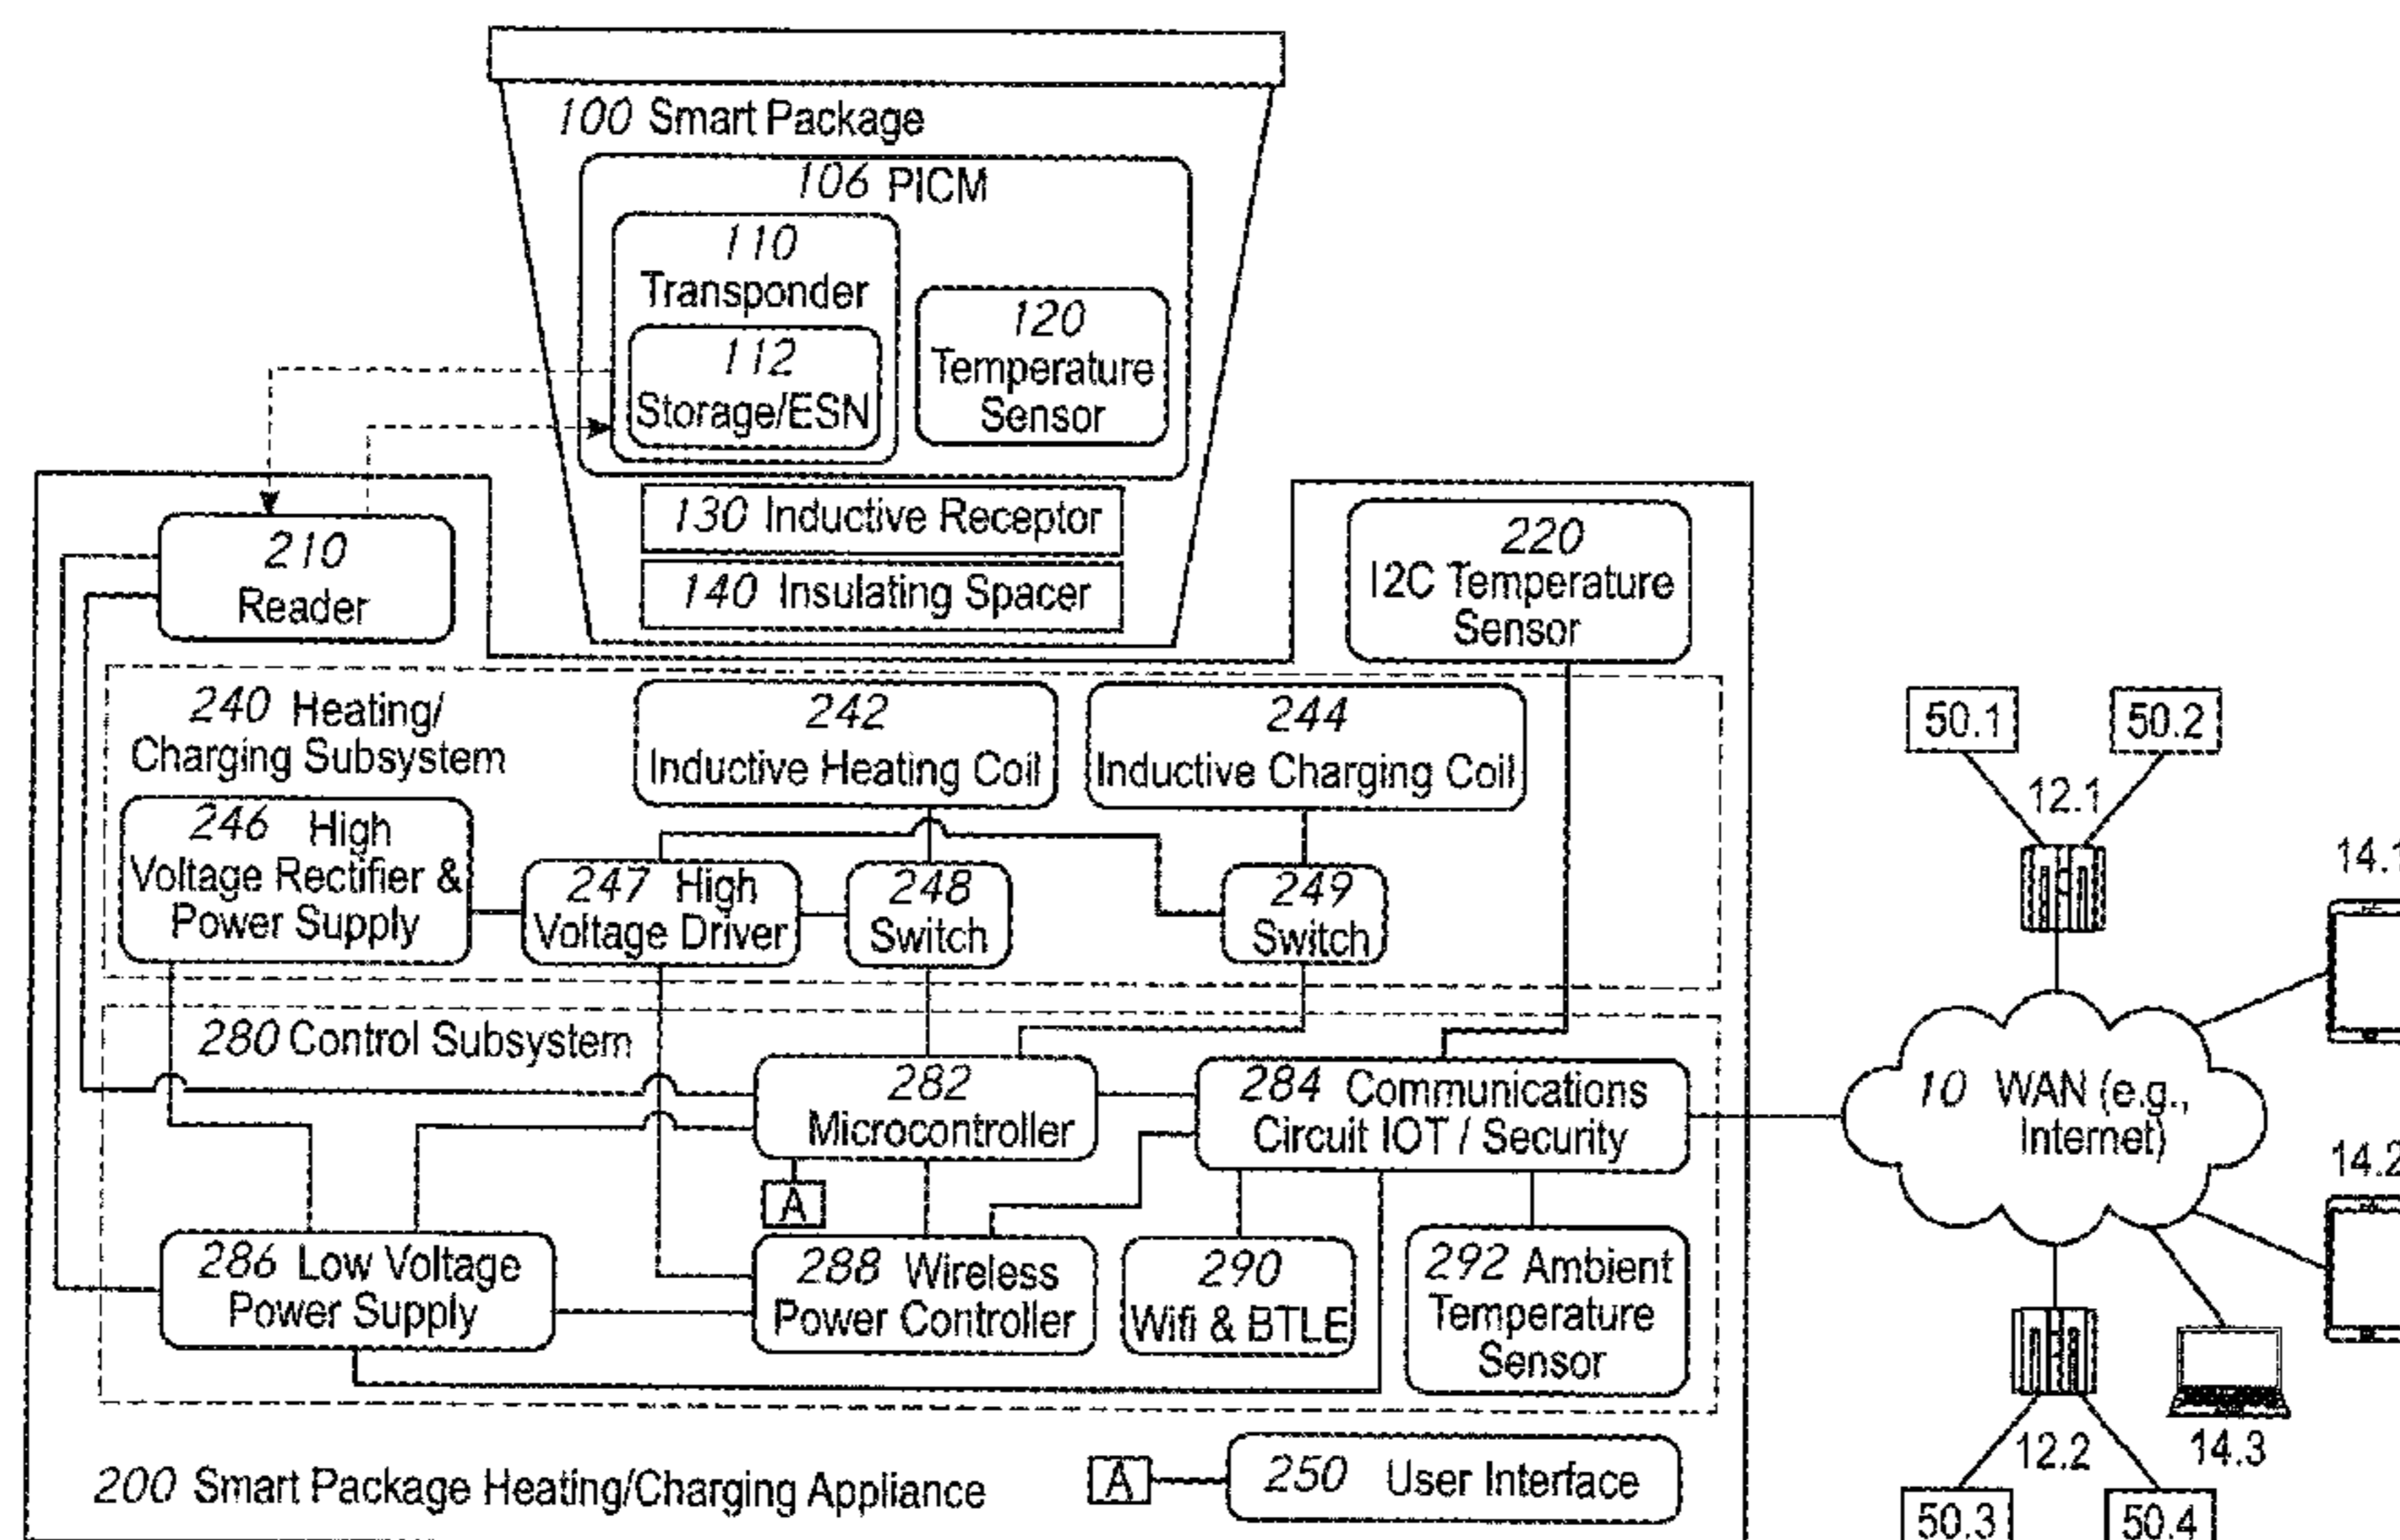 100 Smart Package
106 PICM
110
Transponder
112
Storage/ESN
120
Temperature
Sensor
130 Inductive Receptor
140 Insulating Spacer
210
Reader
220
I2C Temperature
Sensor
240 Heating/
Charging Subsystem
242
Inductive Heating Coil
244
Inductive Charging Coil
246 High
Voltage Rectifier &
Power Supply
247 High
Voltage Driver
248
Switch
249
Switch
280 Control Subsystem
282
Microcontroller
A
284 Communications
Circuit IOT / Security
286 Low Voltage
Power Supply
288 Wireless
Power Controller
290
Wifi & BTLE
292 Ambient
Temperature
Sensor
200 Smart Package Heating/Charging Appliance
A
250 User Interface
50.1
50.2
12.1
14.1
10 WAN (e.g.,
Internet)
14.2
12.2
14.3
50.3
50.4